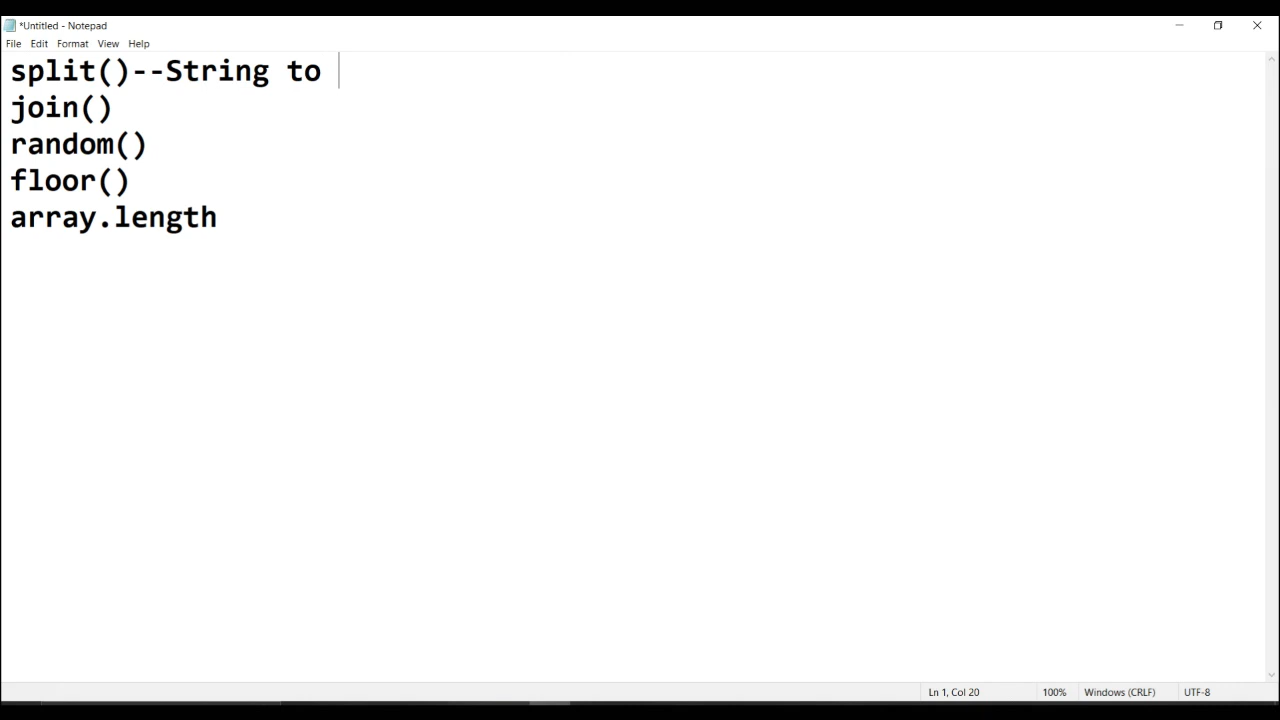 *Untitled - Notepad
File Edit Format View Help
split()--String to
join()
random()
floor()
array.length
Ln 1, Col 20 100% Windows (CRLF) UTF-8